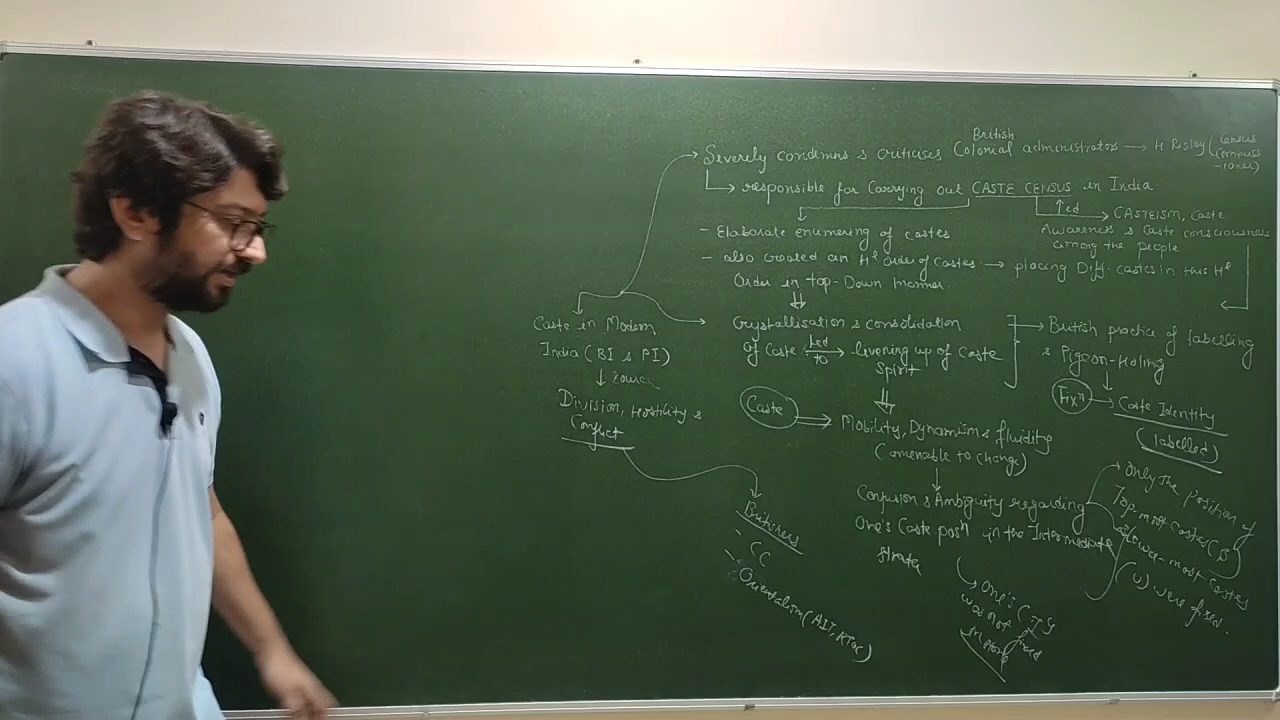 Severely condemns & criticises British Colonial administrators → H Risley (Census Commiss-ioner)
↳ responsible for Carrying out CASTE CENSUS in India
↑ed → CASTEISM, Caste
Awareness & Caste consciousness
among the people
- Elaborate enumering of castes
- also created an Hˡ order of Castes → placing Diff. castes in this Hˡ
Order in top-Down manner.
Caste in Modern
India (BI & PI)
↓
Division, Hostility &
Conflict
Crystallisation & consolidation
of Caste Led to → livening up of Caste
Spirit
→ British practice of labelling
& Pigeon-Holing
Fixⁿ → Caste Identity
(labelled)
Caste ⇒ Mobility, Dynamism & fluidity
(amenable to change)
Confusion & Ambiguity regarding
One's Caste posⁿ in the Intermediate
Strata
→ Only the position of
Top most castes (B)
& Lower-most castes
(U) were fixed.
→ One's C
was not fixed
Britishers
- CC
- Orientalism (AIT,